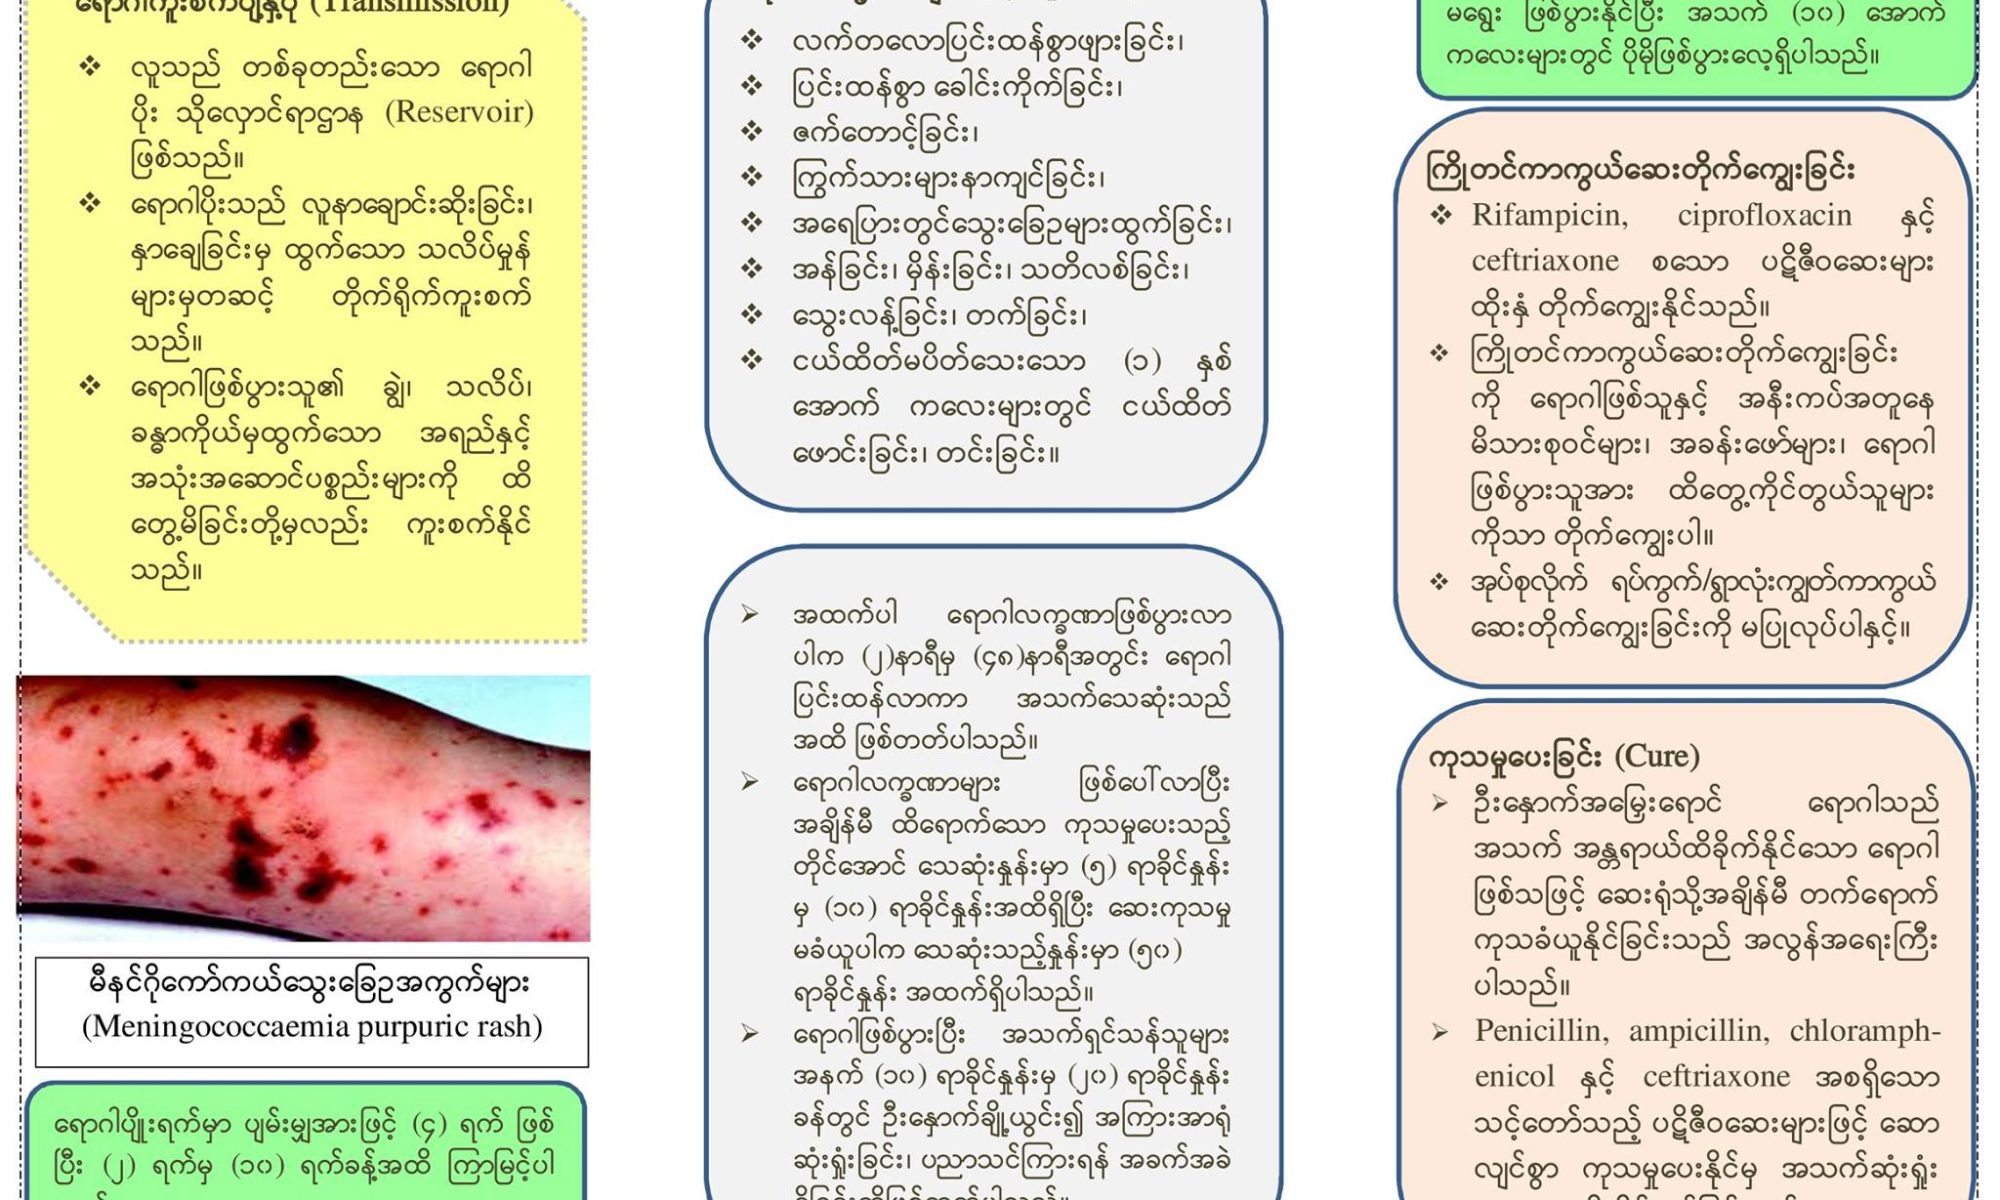 ရောဂါကူးစက်ပျံ့နှံ့ပုံ (Transmission)
❖ လူသည် တစ်ခုတည်းသော ရောဂါ
ပိုး သိုလှောင်ရာဌာန (Reservoir)
ဖြစ်သည်။
❖ ရောဂါပိုးသည် လူနာချောင်းဆိုးခြင်း၊
နှာချေခြင်းမှ ထွက်သော သလိပ်မှုန်
များမှတဆင့် တိုက်ရိုက်ကူးစက်
သည်။
❖ ရောဂါဖြစ်ပွားသူ၏ ချွဲ၊ သလိပ်၊
ခန္ဓာကိုယ်မှထွက်သော အရည်နှင့်
အသုံးအဆောင်ပစ္စည်းများကို ထိ
တွေ့မိခြင်းတို့မှလည်း ကူးစက်နိုင်
သည်။
မီနင်ဂိုကော်ကယ်သွေးခြေဥအကွက်များ
(Meningococcaemia purpuric rash)
ရောဂါပျိုးရက်မှာ ပျမ်းမျှအားဖြင့် (၄) ရက် ဖြစ်
ပြီး (၂) ရက်မှ (၁၀) ရက်ခန့်အထိ ကြာမြင့်ပါ
❖ လက်တလောပြင်းထန်စွာဖျားခြင်း၊
❖ ပြင်းထန်စွာ ခေါင်းကိုက်ခြင်း၊
❖ ဇက်တောင့်ခြင်း၊
❖ ကြွက်သားများနာကျင်ခြင်း၊
❖ အရေပြားတွင်သွေးခြေဥများထွက်ခြင်း၊
❖ အန်ခြင်း၊ မှိန်းခြင်း၊ သတိလစ်ခြင်း၊
❖ သွေးလန့်ခြင်း၊ တက်ခြင်း၊
❖ ငယ်ထိတ်မပိတ်သေးသော (၁) နှစ်
အောက် ကလေးများတွင် ငယ်ထိတ်
ဖောင်းခြင်း၊ တင်းခြင်း။
➢ အထက်ပါ ရောဂါလက္ခဏာဖြစ်ပွားလာ
ပါက (၂)နာရီမှ (၄၈)နာရီအတွင်း ရောဂါ
ပြင်းထန်လာကာ အသက်သေဆုံးသည်
အထိ ဖြစ်တတ်ပါသည်။
➢ ရောဂါလက္ခဏာများ ဖြစ်ပေါ်လာပြီး
အချိန်မီ ထိရောက်သော ကုသမှုပေးသည့်
တိုင်အောင် သေဆုံးနှုန်းမှာ (၅) ရာခိုင်နှုန်း
မှ (၁၀) ရာခိုင်နှုန်းအထိရှိပြီး ဆေးကုသမှု
မခံယူပါက သေဆုံးသည့်နှုန်းမှာ (၅၀)
ရာခိုင်နှုန်း အထက်ရှိပါသည်။
➢ ရောဂါဖြစ်ပွားပြီး အသက်ရှင်သန်သူများ
အနက် (၁၀) ရာခိုင်နှုန်းမှ (၂၀) ရာခိုင်နှုန်း
ခန်တွင် ဦးနှောက်ချို့ယွင်း၍ အကြားအာရုံ
ဆုံးရှုံးခြင်း၊ ပညာသင်ကြားရန် အခက်အခဲ
မရွေး ဖြစ်ပွားနိုင်ပြီး အသက် (၁၀) အောက်
ကလေးများတွင် ပိုမိုဖြစ်ပွားလေ့ရှိပါသည်။
ကြိုတင်ကာကွယ်ဆေးတိုက်ကျွေးခြင်း
❖ Rifampicin, ciprofloxacin နှင့်
ceftriaxone စသော ပဋိဇီဝဆေးများ
ထိုးနှံ တိုက်ကျွေးနိုင်သည်။
❖ ကြိုတင်ကာကွယ်ဆေးတိုက်ကျွေးခြင်း
ကို ရောဂါဖြစ်သူနှင့် အနီးကပ်အတူနေ
မိသားစုဝင်များ၊ အခန်းဖော်များ၊ ရောဂါ
ဖြစ်ပွားသူအား ထိတွေ့ကိုင်တွယ်သူများ
ကိုသာ တိုက်ကျွေးပါ။
❖ အုပ်စုလိုက် ရပ်ကွက်/ရွာလုံးကျွတ်ကာကွယ်
ဆေးတိုက်ကျွေးခြင်းကို မပြုလုပ်ပါနှင့်။
ကုသမှုပေးခြင်း (Cure)
➢ ဦးနှောက်အမြှေးရောင် ရောဂါသည်
အသက် အန္တရာယ်ထိခိုက်နိုင်သော ရောဂါ
ဖြစ်သဖြင့် ဆေးရုံသို့အချိန်မီ တက်ရောက်
ကုသခံယူနိုင်ခြင်းသည် အလွန်အရေးကြီး
ပါသည်။
➢ Penicillin, ampicillin, chloramph-
enicol နှင့် ceftriaxone အစရှိသော
သင့်တော်သည့် ပဋိဇီဝဆေးများဖြင့် ဆော
လျင်စွာ ကုသမှုပေးနိုင်မှ အသက်ဆုံးရှုံး